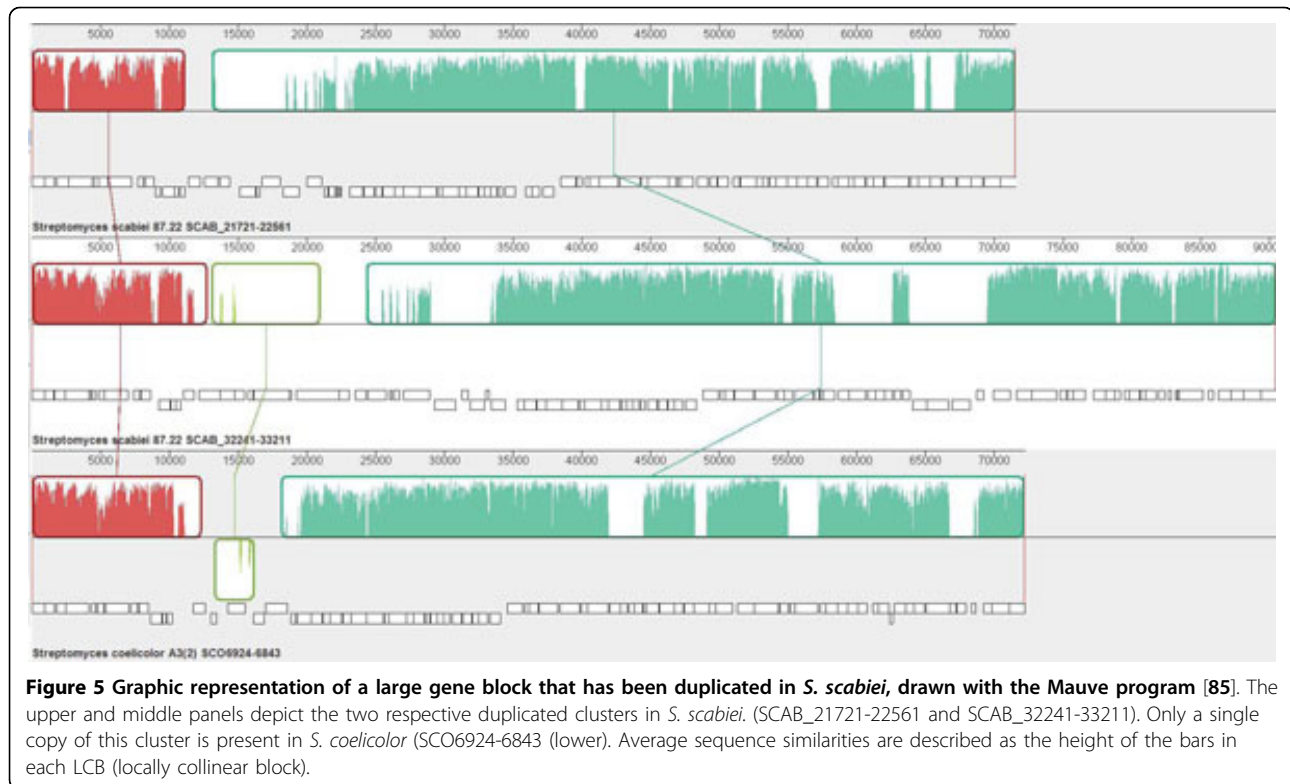 5000 10000 15000 20000 25000 30000 35000 40000 45000 50000 55000 60000 65000 70000
Streptomyces scabiei 87.22 SCAB_21721-22561
5000 10000 15000 20000 25000 30000 35000 40000 45000 50000 55000 60000 65000 70000 75000 80000 85000 90000
Streptomyces scabiei 87.22 SCAB_32241-33211
5000 10000 15000 20000 25000 30000 35000 40000 45000 50000 55000 60000 65000 70000
Streptomyces coelicolor A3(2) SCO6924-6843
Figure 5 Graphic representation of a large gene block that has been duplicated in S. scabiei, drawn with the Mauve program [85]. The
upper and middle panels depict the two respective duplicated clusters in S. scabiei. (SCAB_21721-22561 and SCAB_32241-33211). Only a single
copy of this cluster is present in S. coelicolor (SCO6924-6843 (lower). Average sequence similarities are described as the height of the bars in
each LCB (locally collinear block).